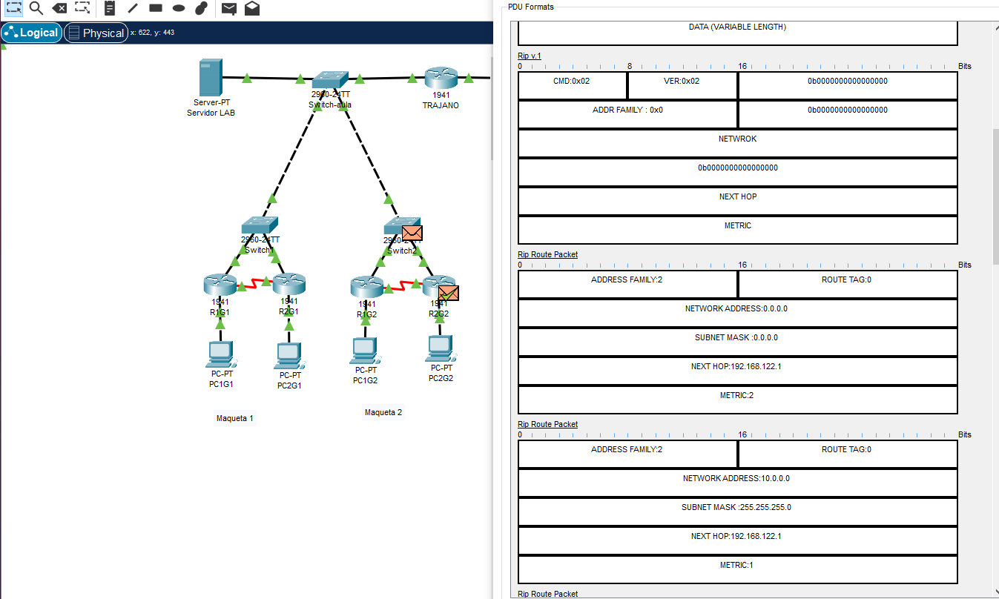 Logical
Physical
x: 622, y: 443
Server-PT
Servidor LAB
2960-24TT
Switch-aula
1941
TRAJANO
2960-24TT
Switch1
2960-24TT
Switch2
1941
R1G1
1941
R2G1
1941
R1G2
1941
R2G2
PC-PT
PC1G1
PC-PT
PC2G1
PC-PT
PC1G2
PC-PT
PC2G2
Maqueta 1
Maqueta 2
PDU Formats
DATA (VARIABLE LENGTH)
Rip v.1
0 8 16 Bits
CMD:0x02 VER:0x02 0b0000000000000000
ADDR FAMILY : 0x0 0b0000000000000000
NETWROK
0b0000000000000000
NEXT HOP
METRIC
Rip Route Packet
0 16 Bits
ADDRESS FAMILY:2 ROUTE TAG:0
NETWORK ADDRESS:0.0.0.0
SUBNET MASK :0.0.0.0
NEXT HOP:192.168.122.1
METRIC:2
Rip Route Packet
0 16 Bits
ADDRESS FAMILY:2 ROUTE TAG:0
NETWORK ADDRESS:10.0.0.0
SUBNET MASK :255.255.255.0
NEXT HOP:192.168.122.1
METRIC:1
Rip Route Packet